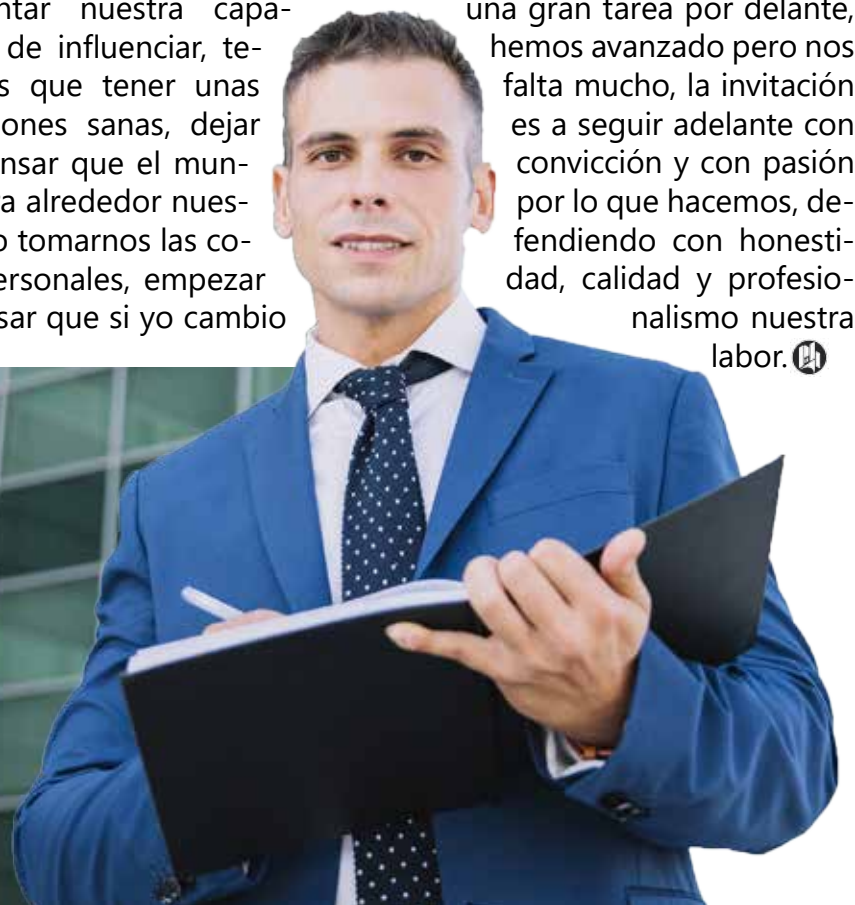 ntar nuestra capa-
de influenciar, te-
s que tener unas
ones sanas, dejar
nsar que el mun-
a alrededor nues-
o tomarnos las co-
ersonales, empezar
sar que si yo cambio
una gran tarea por delante,
hemos avanzado pero nos
falta mucho, la invitación
es a seguir adelante con
convicción y con pasión
por lo que hacemos, de-
fendiendo con honesti-
dad, calidad y profesio-
nalismo nuestra
labor.